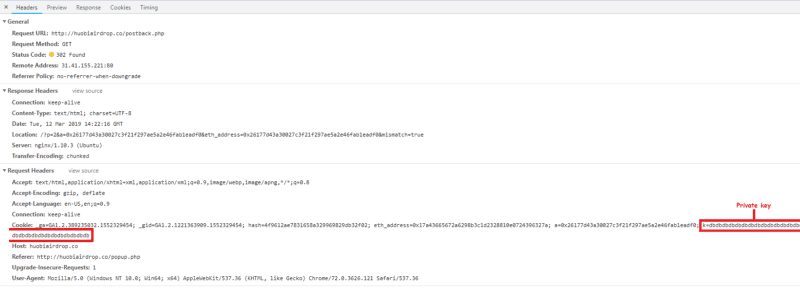 Headers Preview Response Cookies Timing
General
Request URL: http://huobiairdrop.co/postback.php
Request Method: GET
Status Code: 302 Found
Remote Address: 31.41.155.221:80
Referrer Policy: no-referrer-when-downgrade
Response Headers view source
Connection: keep-alive
Content-Type: text/html; charset=UTF-8
Date: Tue, 12 Mar 2019 14:22:16 GMT
Location: /?p=2&a=0x26177d43a30027c3f21f297ae5a2e46fab1eadf0&eth_address=0x26177d43a30027c3f21f297ae5a2e46fab1eadf0&mismatch=true
Server: nginx/1.10.3 (Ubuntu)
Transfer-Encoding: chunked
Request Headers view source
Accept: text/html,application/xhtml+xml,application/xml;q=0.9,image/webp,image/apng,*/*;q=0.8
Accept-Encoding: gzip, deflate
Accept-Language: en-US,en;q=0.9
Private key
Connection: keep-alive
Cookie: _ga=GA1.2.389235032.1552329454; _gid=GA1.2.1221363909.1552329454; hash=4f9612ae7831658a329969829db32f02; eth_address=0x17a43665672a6298b3c1d2328810e0724396327a; a=0x26177d43a30027c3f21f297ae5a2e46fab1eadf0;
Host: huobiairdrop.co
Referer: http://huobiairdrop.co/popup.php
Upgrade-Insecure-Requests: 1
User-Agent: Mozilla/5.0 (Windows NT 10.0; Win64; x64) AppleWebKit/537.36 (KHTML, like Gecko) Chrome/72.0.3626.121 Safari/537.36